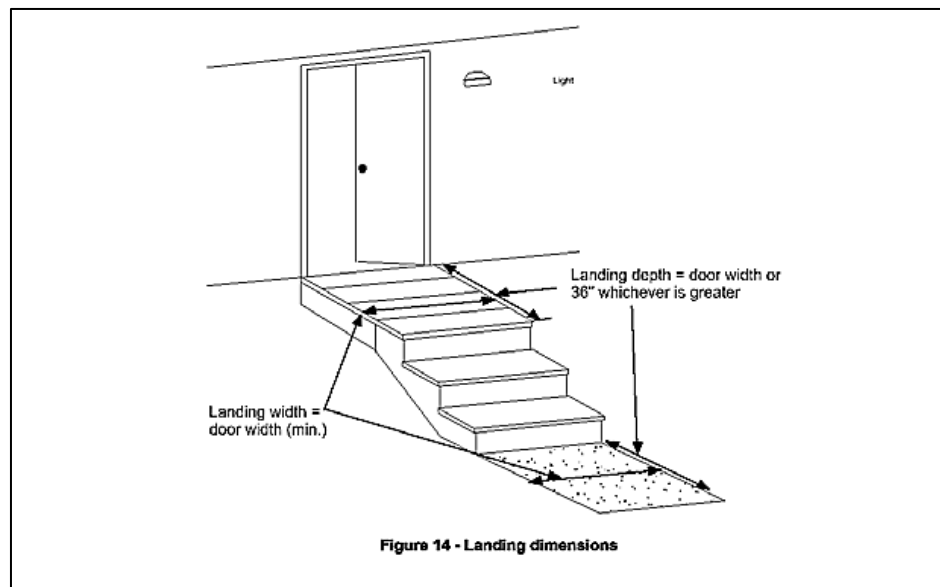 Light
Landing depth = door width or
36" whichever is greater
Landing width =
door width (min.)
Figure 14 - Landing dimensions